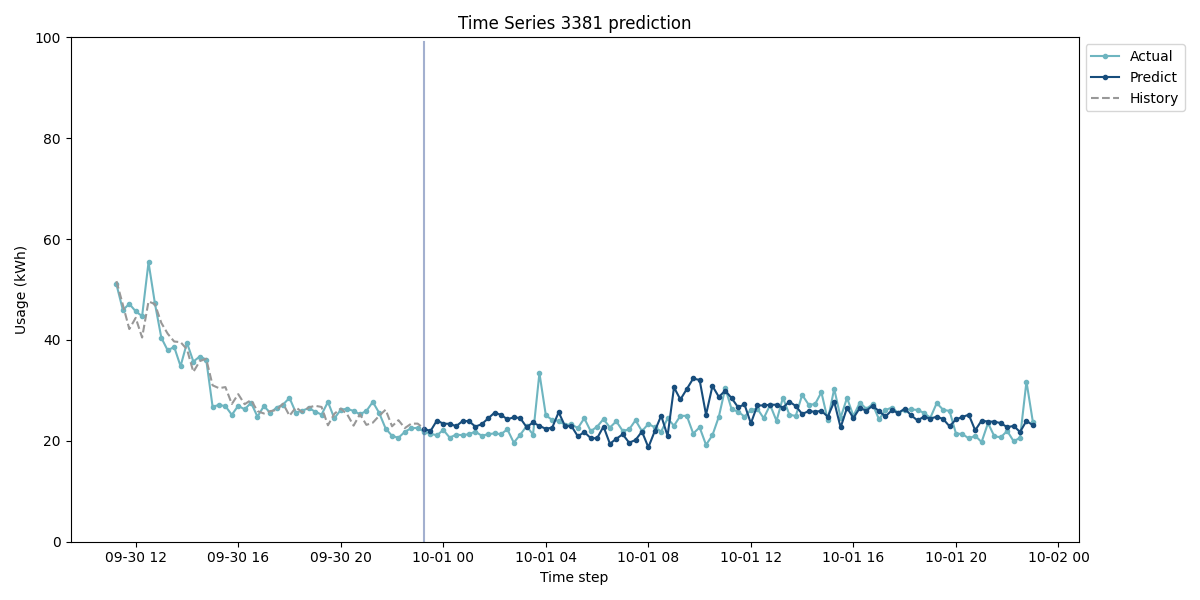 Time Series 3381 prediction
100
80
60
40
20
0
Usage (kWh)
09-30 12
09-30 16
09-30 20
10-01 00
10-01 04
10-01 08
10-01 12
10-01 16
10-01 20
10-02 00
Time step
Actual
Predict
History